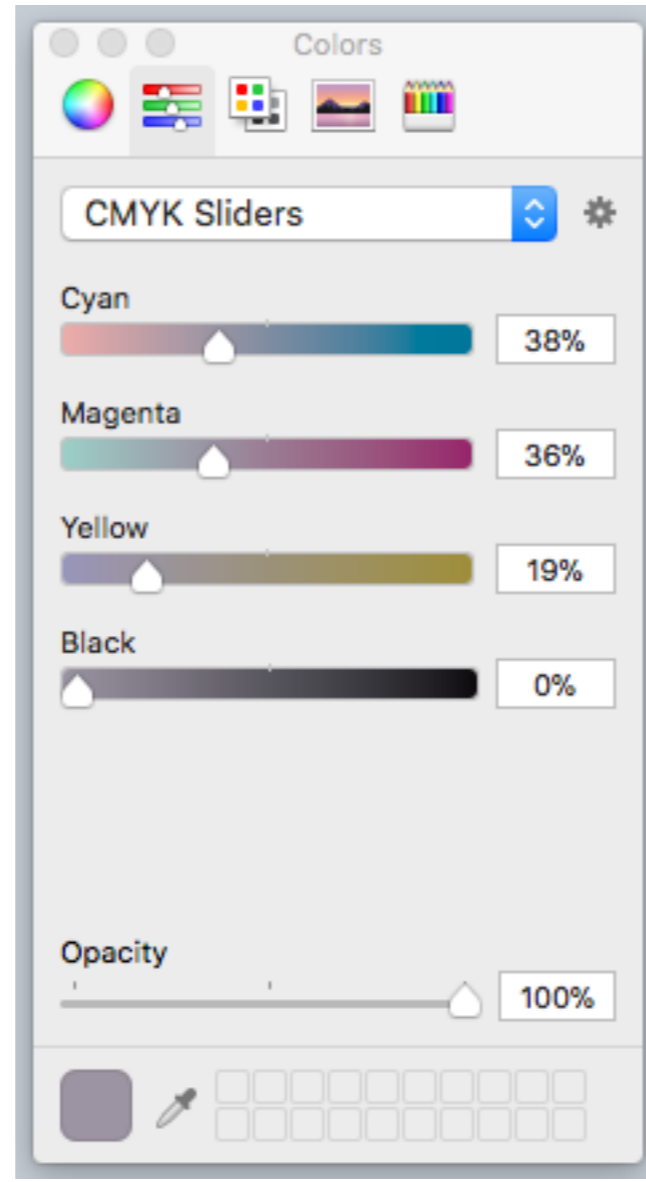 Colors
CMYK Sliders
Cyan
38%
Magenta
36%
Yellow
19%
Black
0%
Opacity
100%